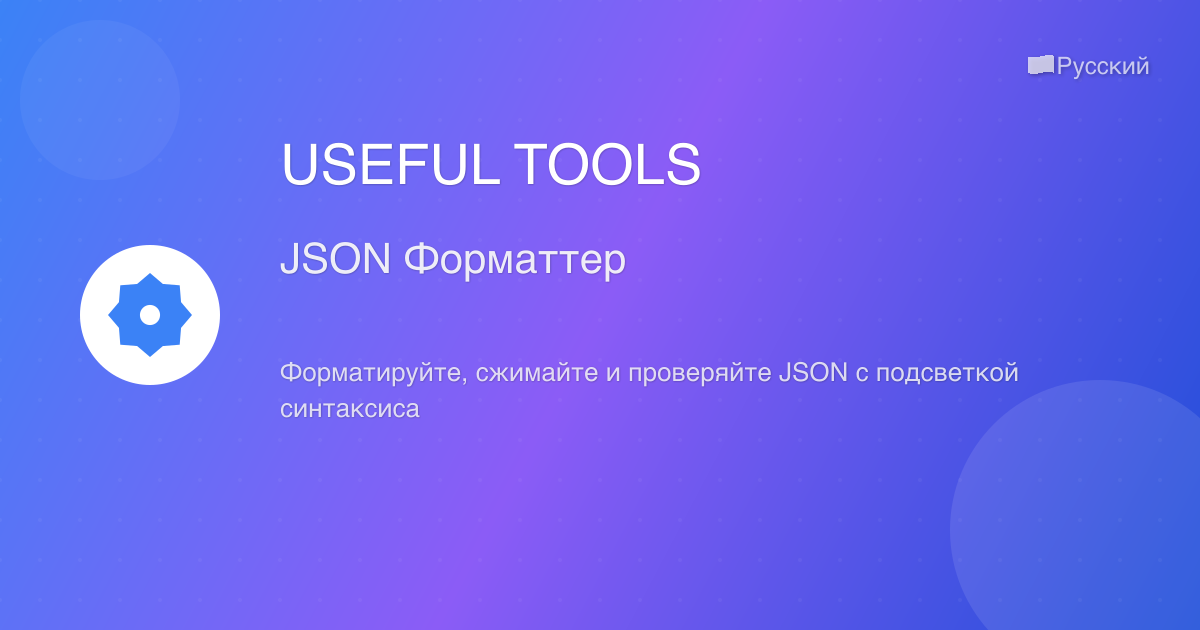 Русский
USEFUL TOOLS
JSON Форматтер
Форматируйте, сжимайте и проверяйте JSON с подсветкой
синтаксиса